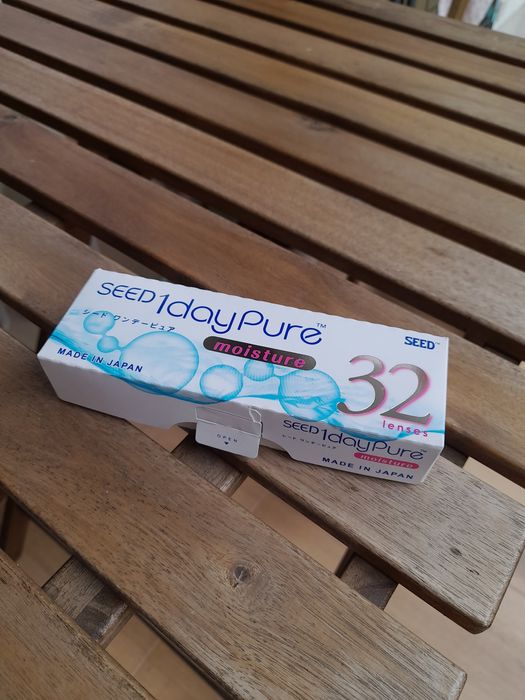 SEED 1dayPure™
シード ワンデーピュア
moisture
SEED™
MADE IN JAPAN
32
lenses
OPEN
SEED 1dayPure™
シード ワンデーピュア
moisture
MADE IN JAPAN